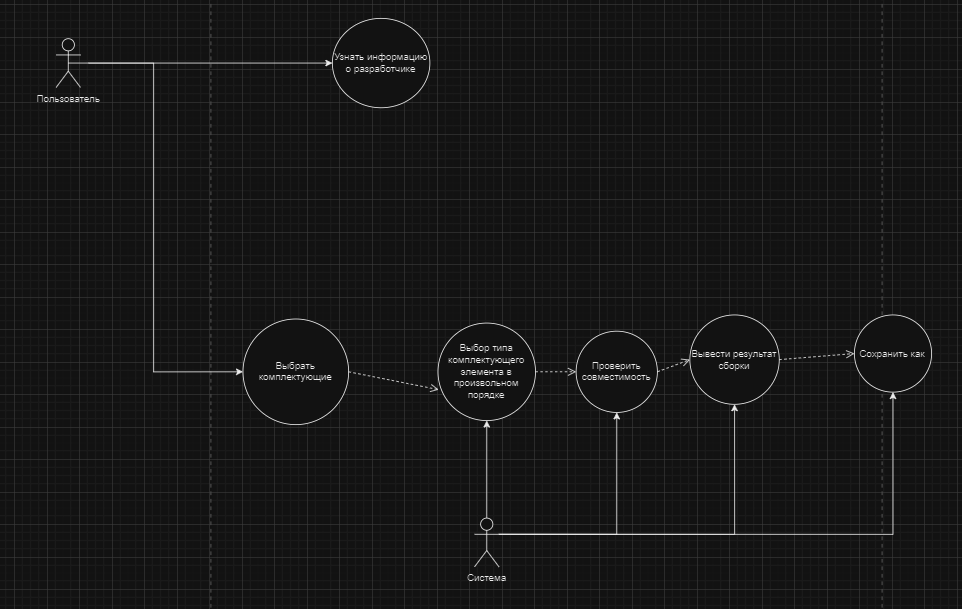 Узнать информацию
о разработчике
Пользователь
Выбрать
комплектующие
Выбор типа
комплектующего
элемента в
произвольном
порядке
Проверить
совместимость
Вывести результат
сборки
Сохранить как
Система